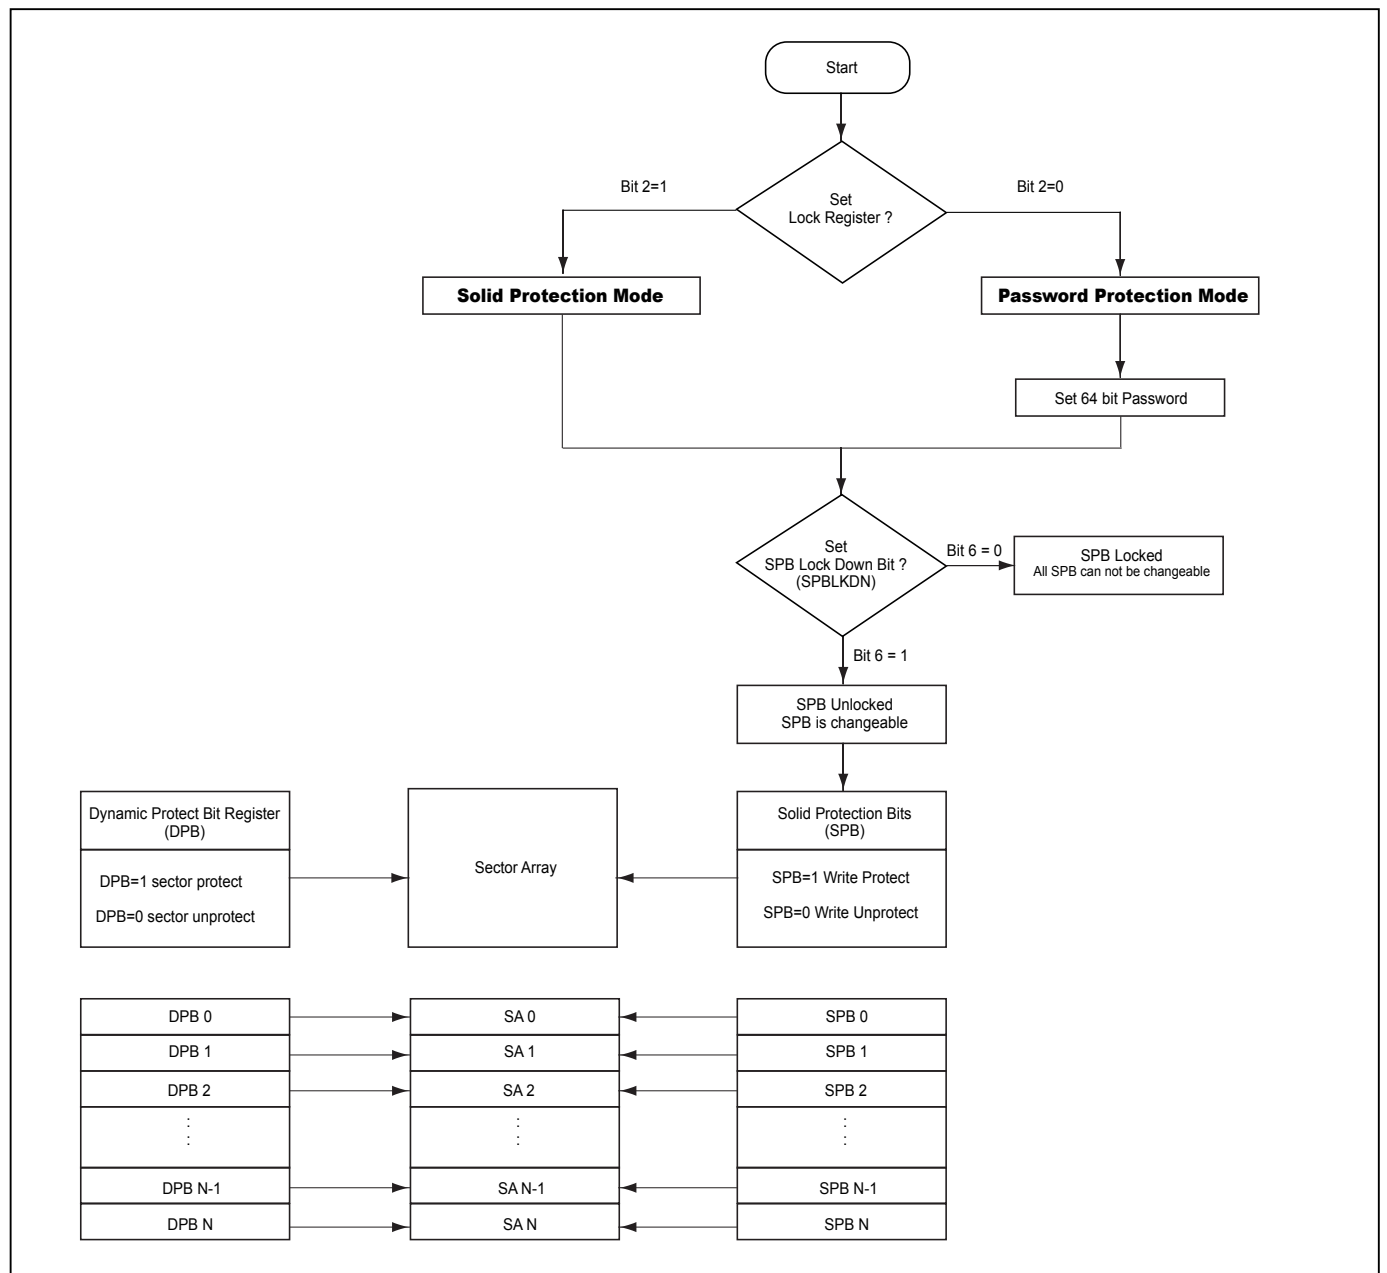 Start
Bit 2=1
Bit 2=0
Set
Lock Register ?
Solid Protection Mode
Password Protection Mode
Set 64 bit Password
Set
SPB Lock Down Bit ?
(SPBLKDN)
Bit 6 = 0
SPB Locked
All SPB can not be changeable
Bit 6 = 1
SPB Unlocked
SPB is changeable
Dynamic Protect Bit Register
(DPB)
DPB=1 sector protect
DPB=0 sector unprotect
Sector Array
Solid Protection Bits
(SPB)
SPB=1 Write Protect
SPB=0 Write Unprotect
DPB 0
SA 0
SPB 0
DPB 1
SA 1
SPB 1
DPB 2
SA 2
SPB 2
DPB N-1
SA N-1
SPB N-1
DPB N
SA N
SPB N